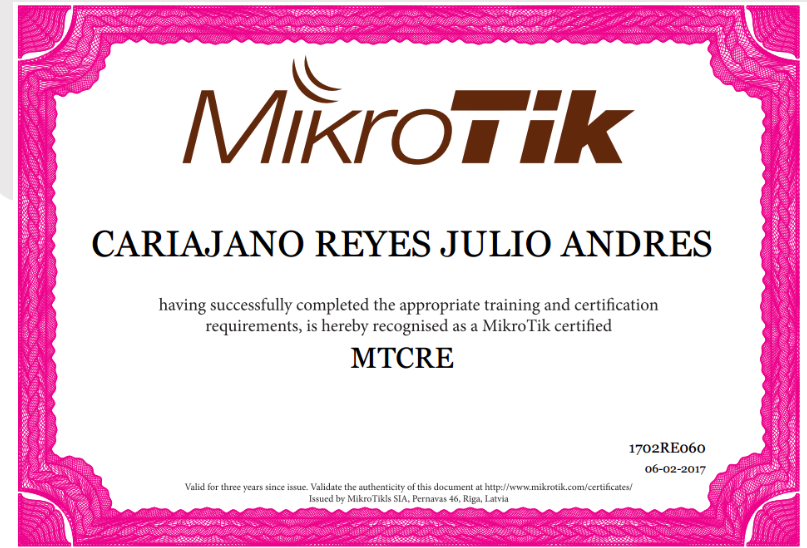 MikroTik
CARIAJANO REYES JULIO ANDRES
having successfully completed the appropriate training and certification
requirements, is hereby recognised as a MikroTik certified
MTCRE
1702RE060
06-02-2017
Valid for three years since issue. Validate the authenticity of this document at http://www.mikrotik.com/certificates/
Issued by MikroTikls SIA, Pernavas 46, Riga, Latvia